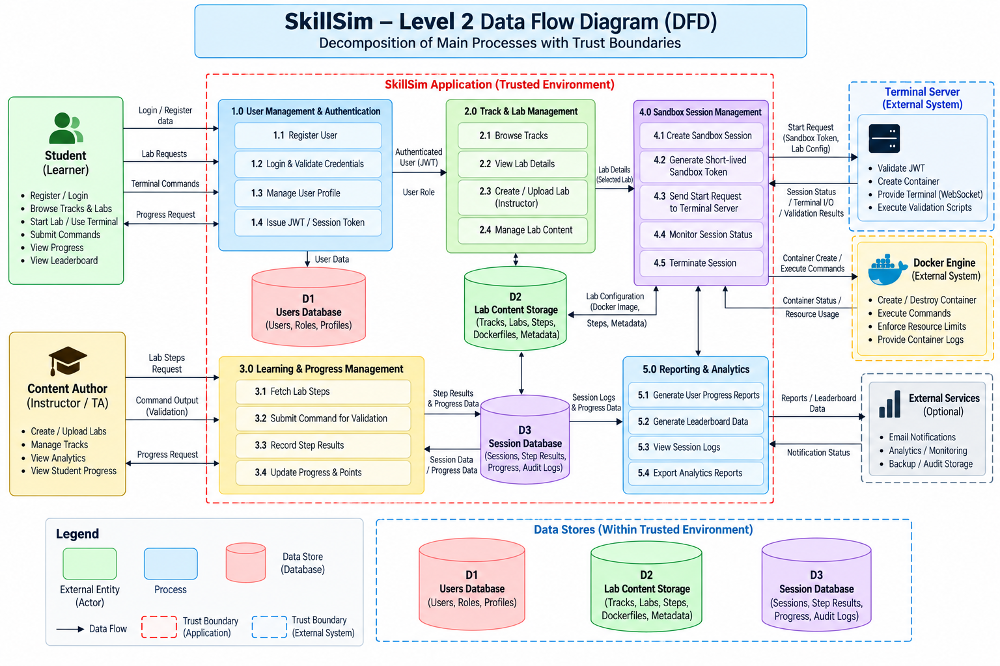 SkillSim – Level 2 Data Flow Diagram (DFD)
Decomposition of Main Processes with Trust Boundaries
SkillSim Application (Trusted Environment)
Student
(Learner)
• Register / Login
• Browse Tracks & Labs
• Start Lab / Use Terminal
• Submit Commands
• View Progress
• View Leaderboard
Login / Register
data
Lab Requests
Terminal Commands
Progress Request
1.0 User Management & Authentication
1.1 Register User
1.2 Login & Validate Credentials
1.3 Manage User Profile
1.4 Issue JWT / Session Token
Authenticated
User (JWT)
User Role
User Data
D1
Users Database
(Users, Roles, Profiles)
2.0 Track & Lab Management
2.1 Browse Tracks
2.2 View Lab Details
2.3 Create / Upload Lab
(Instructor)
2.4 Manage Lab Content
Lab Details
(Selected Lab)
D2
Lab Content Storage
(Tracks, Labs, Steps,
Dockerfiles, Metadata)
Lab Configuration
(Docker Image,
Steps, Metadata)
4.0 Sandbox Session Management
4.1 Create Sandbox Session
4.2 Generate Short-lived
Sandbox Token
4.3 Send Start Request
to Terminal Server
4.4 Monitor Session Status
4.5 Terminate Session
Start Request
(Sandbox Token,
Lab Config)
Session Status
/ Terminal I/O
/ Validation Results
Terminal Server
(External System)
• Validate JWT
• Create Container
• Provide Terminal (WebSocket)
• Execute Validation Scripts
Container Create /
Execute Commands
Container Status /
Resource Usage
Docker Engine
(External System)
• Create / Destroy Container
• Execute Commands
• Enforce Resource Limits
• Provide Container Logs
Content Author
(Instructor / TA)
• Create / Upload Labs
• Manage Tracks
• View Analytics
• View Student Progress
Lab Steps
Request
Command Output
(Validation)
Progress Request
3.0 Learning & Progress Management
3.1 Fetch Lab Steps
3.2 Submit Command for Validation
3.3 Record Step Results
3.4 Update Progress & Points
Step Results
& Progress Data
Session Data
/ Progress Data
D3
Session Database
(Sessions, Step Results,
Progress, Audit Logs)
Session Logs
& Progress Data
5.0 Reporting & Analytics
5.1 Generate User Progress Reports
5.2 Generate Leaderboard Data
5.3 View Session Logs
5.4 Export Analytics Reports
Reports / Leaderboard
Data
Notification Status
External Services
(Optional)
• Email Notifications
• Analytics / Monitoring
• Backup / Audit Storage
Legend
External Entity
(Actor)
Process
Data Store
(Database)
Data Flow
Trust Boundary
(Application)
Trust Boundary
(External System)
Data Stores (Within Trusted Environment)
D1
Users Database
(Users, Roles, Profiles)
D2
Lab Content Storage
(Tracks, Labs, Steps,
Dockerfiles, Metadata)
D3
Session Database
(Sessions, Step Results,
Progress, Audit Logs)